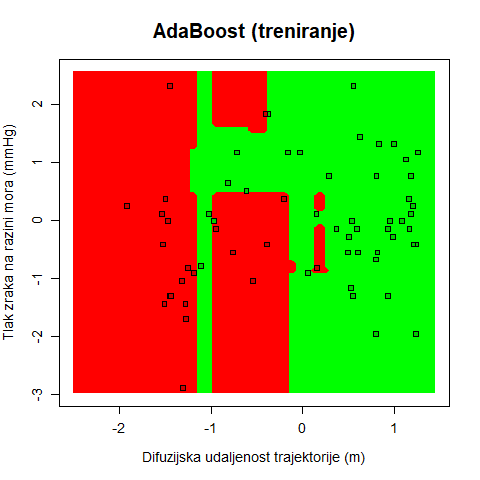 AdaBoost (treniranje)
Tlak zraka na razini mora (mmHg)
2
1
0
-1
-2
-3
-2 -1 0 1
Difuzijska udaljenost trajektorije (m)